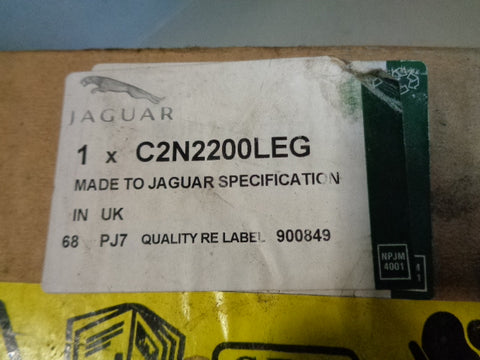 JAGUAR
1 x C2N2200LEG
MADE TO JAGUAR SPECIFICATION
IN UK
68 PJ7 QUALITY RE LABEL 900849
NPJM
4001